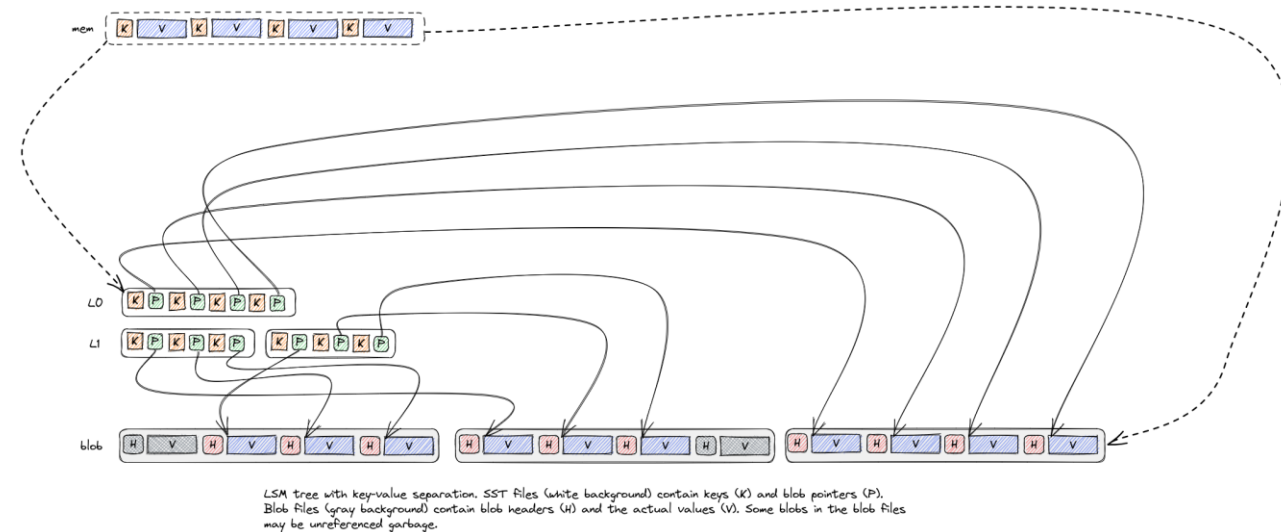 mem K V K V K V K V
L0 K P K P K P K P
L1 K P K P K P K P K P K P
blob H V H V H V H V H V H V H V H V H V H V H V H V
LSM tree with key-value separation. SST files (white background) contain keys (K) and blob pointers (P).
Blob files (gray background) contain blob headers (H) and the actual values (V). Some blobs in the blob files
may be unreferenced garbage.